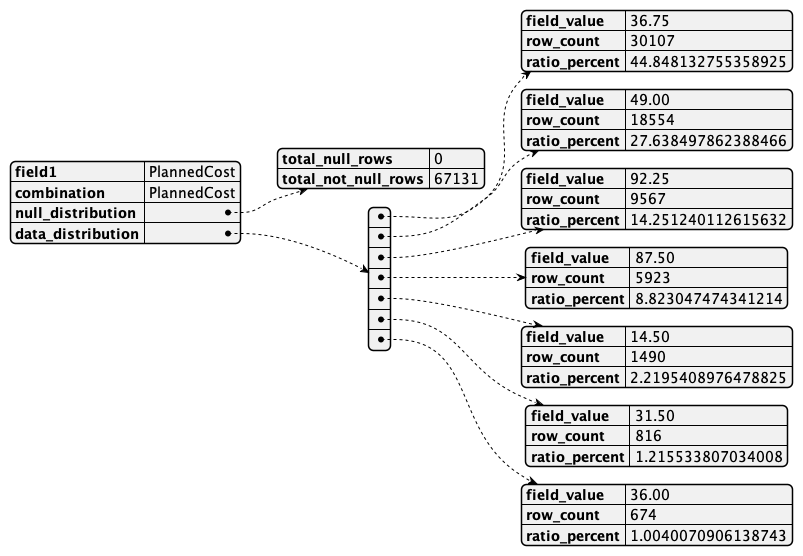 field1 PlannedCost
combination PlannedCost
null_distribution
data_distribution
total_null_rows 0
total_not_null_rows 67131
field_value 36.75
row_count 30107
ratio_percent 44.848132755358925
field_value 49.00
row_count 18554
ratio_percent 27.638497862388466
field_value 92.25
row_count 9567
ratio_percent 14.251240112615632
field_value 87.50
row_count 5923
ratio_percent 8.823047474341214
field_value 14.50
row_count 1490
ratio_percent 2.2195408976478825
field_value 31.50
row_count 816
ratio_percent 1.215533807034008
field_value 36.00
row_count 674
ratio_percent 1.0040070906138743